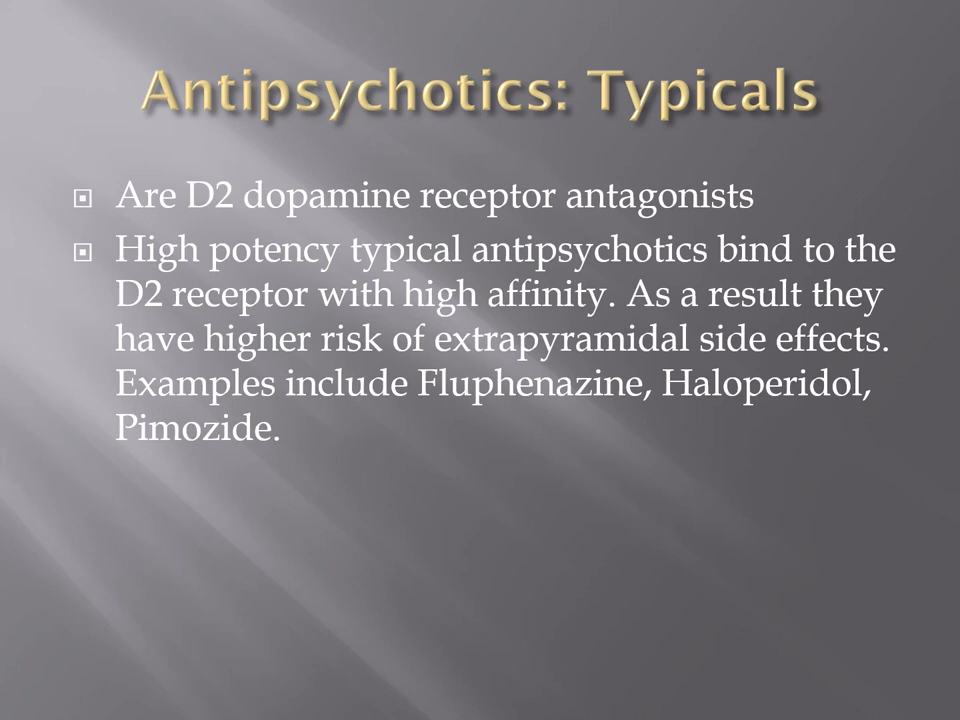 Antipsychotics: Typicals
Are D2 dopamine receptor antagonists
High potency typical antipsychotics bind to the
D2 receptor with high affinity. As a result they
have higher risk of extrapyramidal side effects.
Examples include Fluphenazine, Haloperidol,
Pimozide.